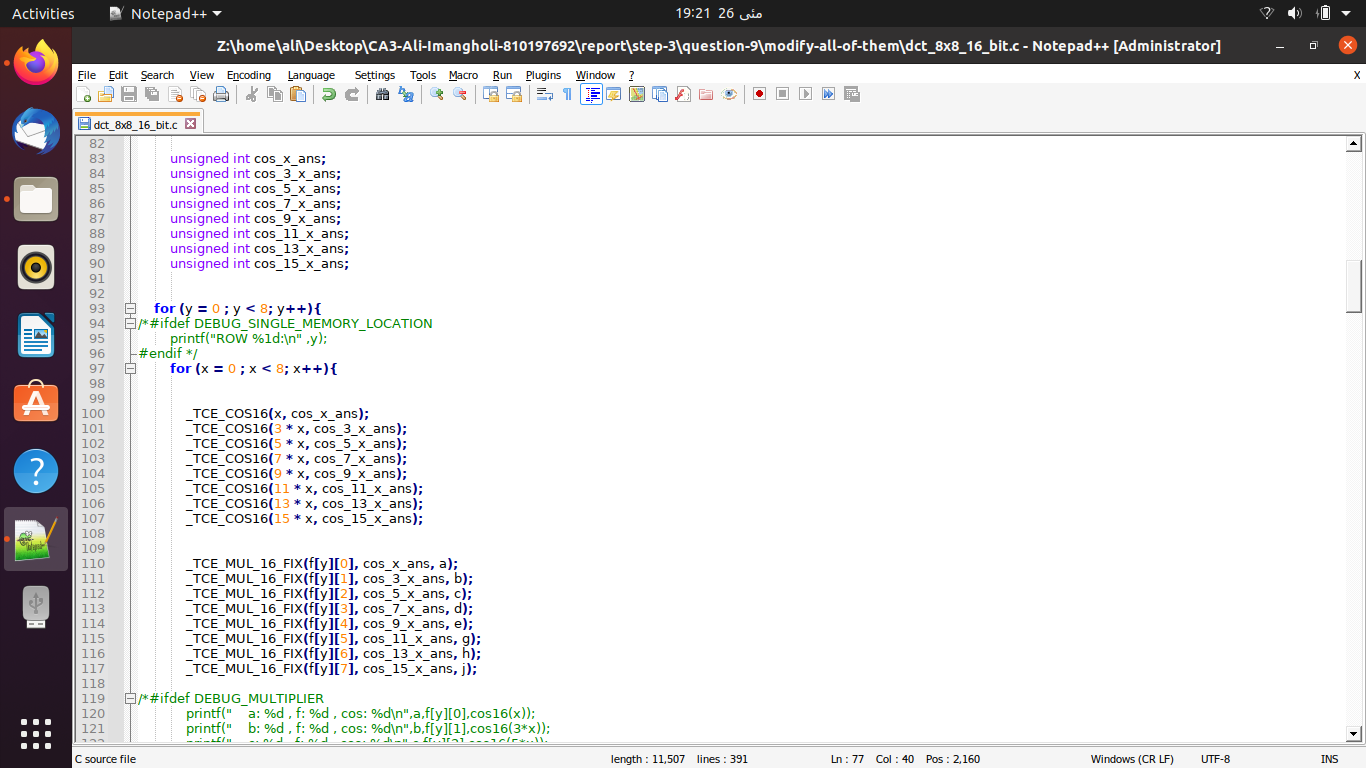 Activities Notepad++ 19:21 26 مئی
Z:\home\ali\Desktop\CA3-Ali-Imangholi-810197692\report\step-3\question-9\modify-all-of-them\dct_8x8_16_bit.c - Notepad++ [Administrator]
File Edit Search View Encoding Language Settings Tools Macro Run Plugins Window ? X
dct_8x8_16_bit.c
82
83 unsigned int cos_x_ans;
84 unsigned int cos_3_x_ans;
85 unsigned int cos_5_x_ans;
86 unsigned int cos_7_x_ans;
87 unsigned int cos_9_x_ans;
88 unsigned int cos_11_x_ans;
89 unsigned int cos_13_x_ans;
90 unsigned int cos_15_x_ans;
91
92
93 for (y = 0 ; y < 8; y++){
94 /*#ifdef DEBUG_SINGLE_MEMORY_LOCATION
95 printf("ROW %1d:\n" ,y);
96 #endif */
97 for (x = 0 ; x < 8; x++){
98
99
100 _TCE_COS16(x, cos_x_ans);
101 _TCE_COS16(3 * x, cos_3_x_ans);
102 _TCE_COS16(5 * x, cos_5_x_ans);
103 _TCE_COS16(7 * x, cos_7_x_ans);
104 _TCE_COS16(9 * x, cos_9_x_ans);
105 _TCE_COS16(11 * x, cos_11_x_ans);
106 _TCE_COS16(13 * x, cos_13_x_ans);
107 _TCE_COS16(15 * x, cos_15_x_ans);
108
109
110 _TCE_MUL_16_FIX(f[y][0], cos_x_ans, a);
111 _TCE_MUL_16_FIX(f[y][1], cos_3_x_ans, b);
112 _TCE_MUL_16_FIX(f[y][2], cos_5_x_ans, c);
113 _TCE_MUL_16_FIX(f[y][3], cos_7_x_ans, d);
114 _TCE_MUL_16_FIX(f[y][4], cos_9_x_ans, e);
115 _TCE_MUL_16_FIX(f[y][5], cos_11_x_ans, g);
116 _TCE_MUL_16_FIX(f[y][6], cos_13_x_ans, h);
117 _TCE_MUL_16_FIX(f[y][7], cos_15_x_ans, j);
118
119 /*#ifdef DEBUG_MULTIPLIER
120 printf(" a: %d , f: %d , cos: %d\n",a,f[y][0],cos16(x));
121 printf(" b: %d , f: %d , cos: %d\n",b,f[y][1],cos16(3*x));
C source file length : 11,507 lines : 391 Ln : 77 Col : 40 Pos : 2,160 Windows (CR LF) UTF-8 INS